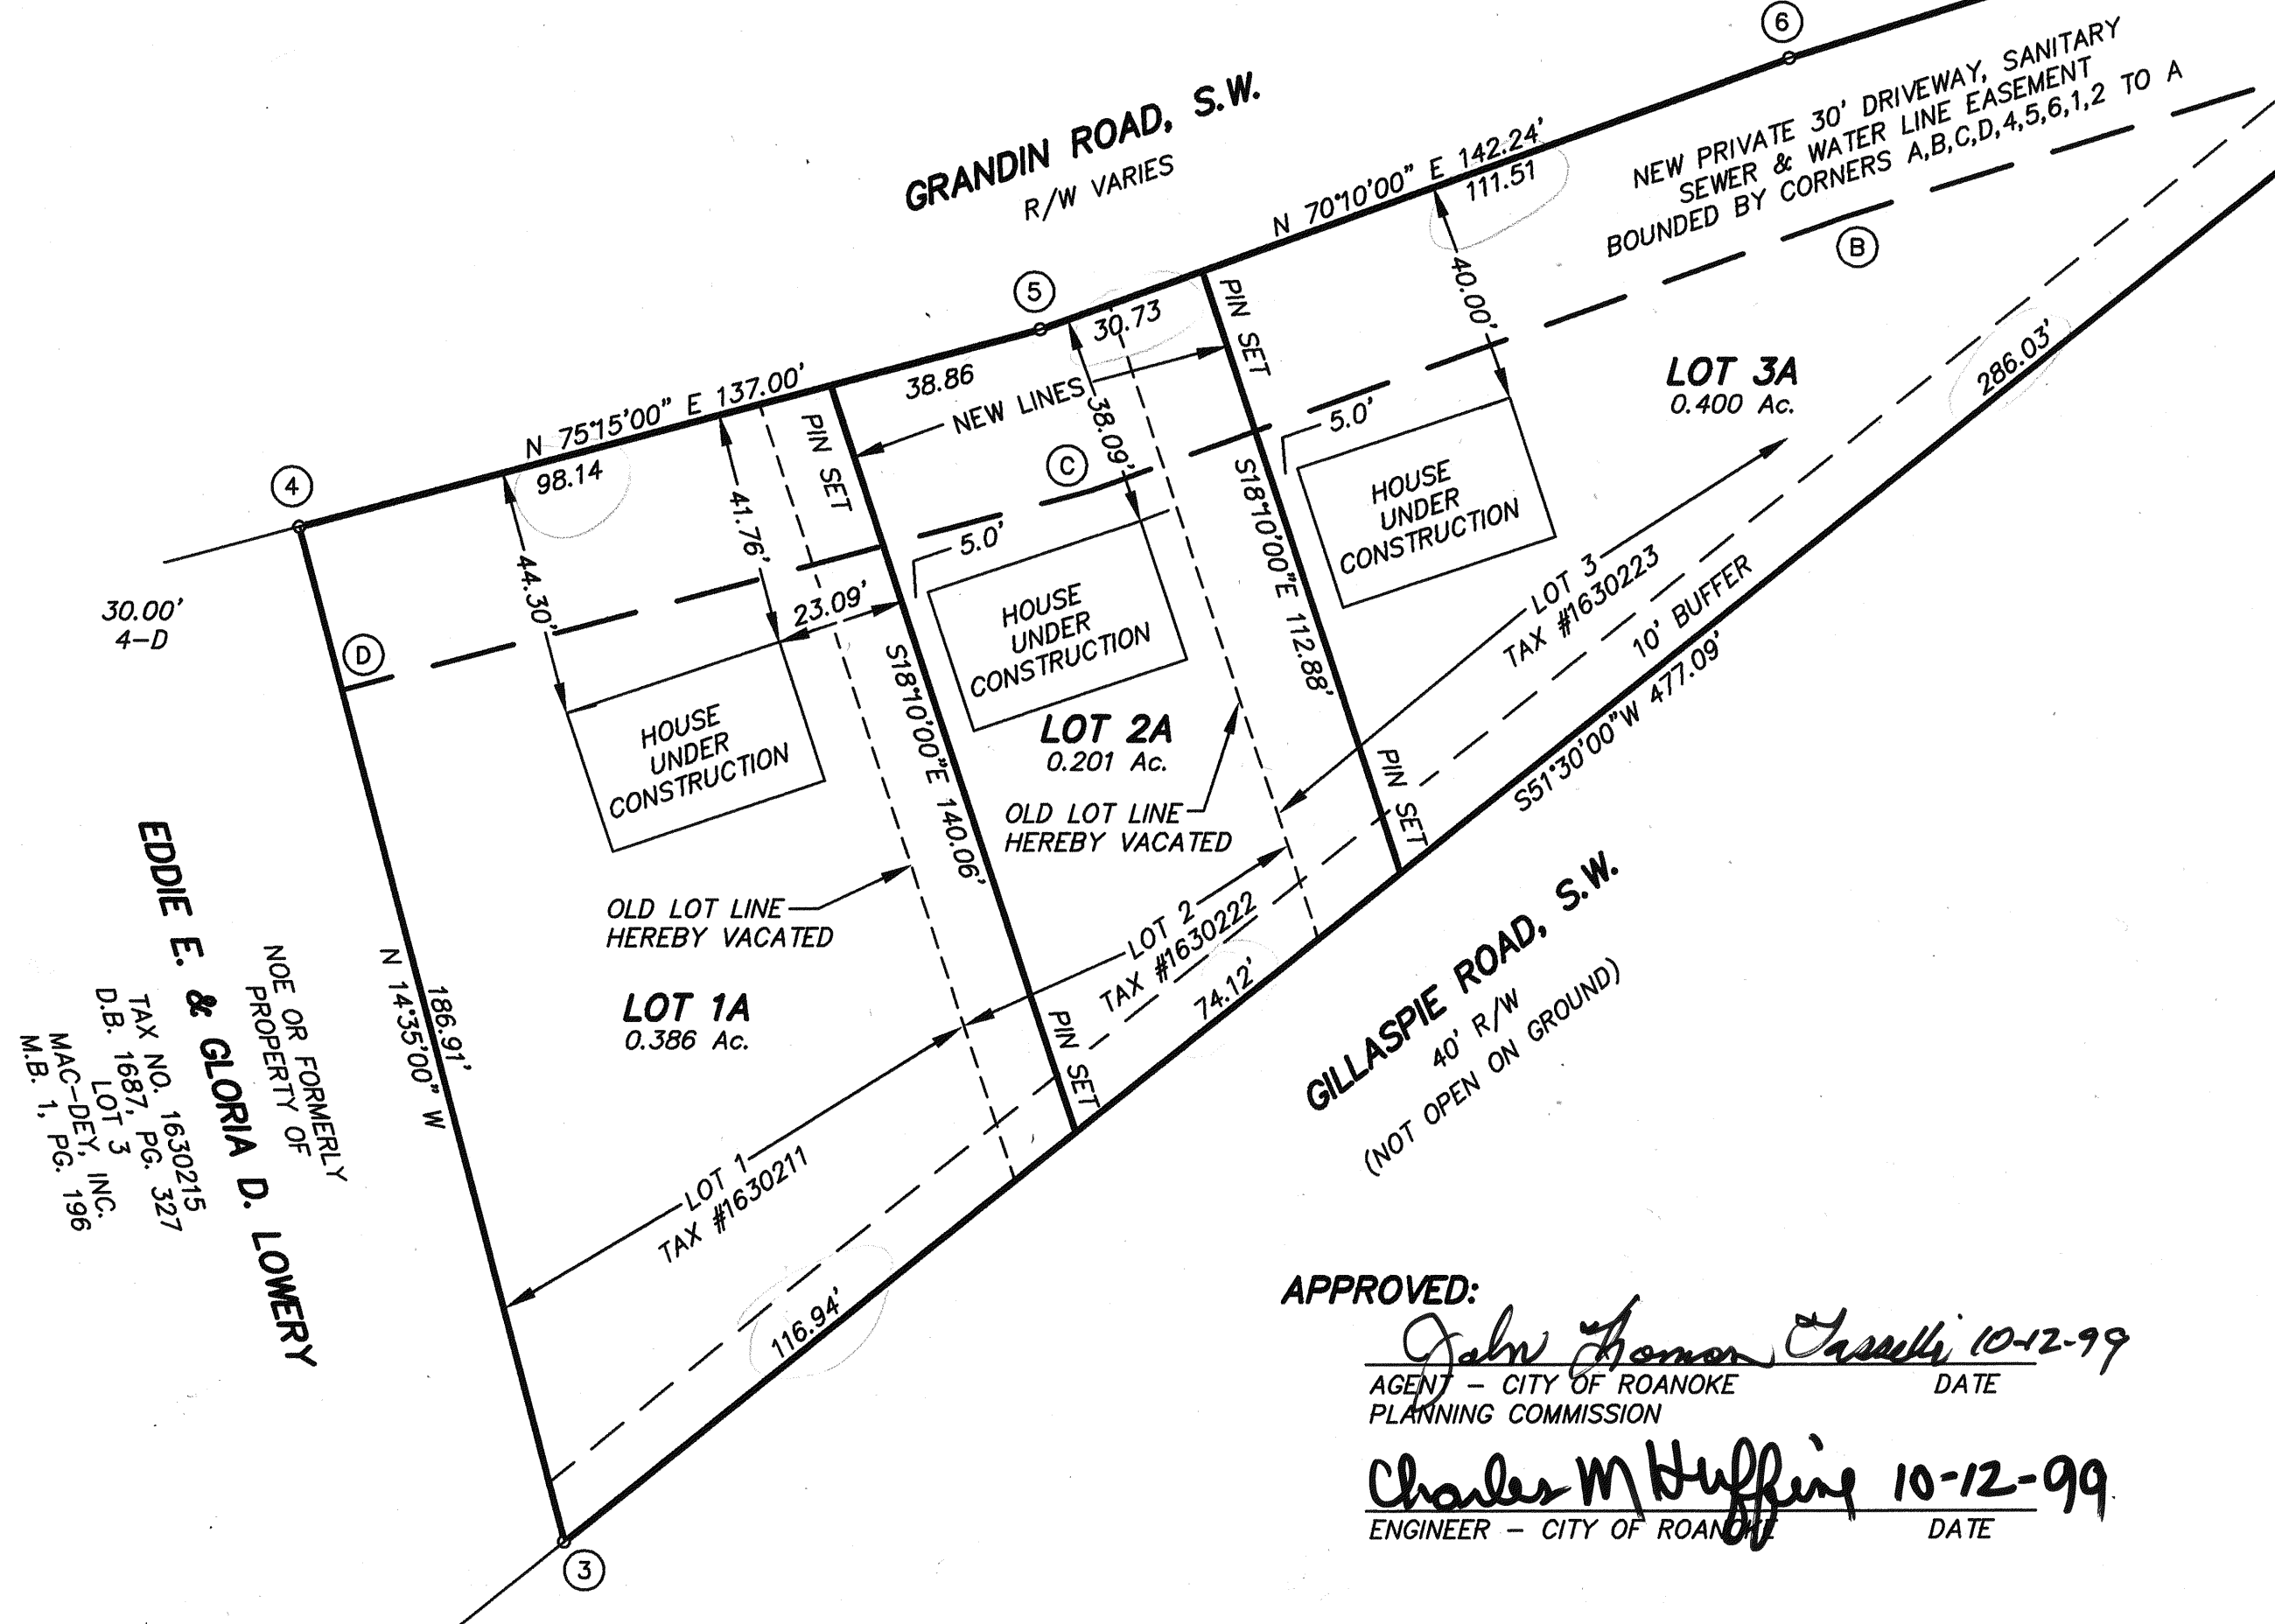 6
NEW PRIVATE 30' DRIVEWAY, SANITARY
SEWER & WATER LINE EASEMENT
BOUNDED BY CORNERS A,B,C,D,4,5,6,1,2 TO A
GRANDIN ROAD, S.W.
R/W VARIES
N 70°10'00" E 142.24'
111.51
40.00'
B
5
30.73
PIN SET
38.86
NEW LINES
38.09'
C
LOT 3A
0.400 Ac.
286.03'
N 75°15'00" E 137.00'
98.14
PIN SET
4
41.76'
44.30'
5.0'
5.0'
HOUSE
UNDER
CONSTRUCTION
S18°10'00"E 112.88'
30.00'
4-D
D
23.09'
HOUSE
UNDER
CONSTRUCTION
S18°10'00"E 140.06'
LOT 3
TAX #1630223
10' BUFFER
S51°30'00"W 477.09'
HOUSE
UNDER
CONSTRUCTION
LOT 2A
0.201 Ac.
OLD LOT LINE
HEREBY VACATED
PIN SET
OLD LOT LINE
HEREBY VACATED
LOT 2
TAX #1630222
74.12'
GILLASPIE ROAD, S.W.
40' R/W
(NOT OPEN ON GROUND)
LOT 1A
0.386 Ac.
PIN SET
186.91'
N 14°35'00" W
NOE OR FORMERLY
PROPERTY OF
EDDIE E. & GLORIA D. LOWERY
TAX NO. 1630215
D.B. 1687, PG. 327
LOT 3
MAC-DEY, INC.
M.B. 1, PG. 196
LOT 1
TAX #1630211
116.94'
3
APPROVED:
John Thomas Tasselli 10-12-99
AGENT - CITY OF ROANOKE DATE
PLANNING COMMISSION
Charles M Huffine 10-12-99
ENGINEER - CITY OF ROANOKE DATE